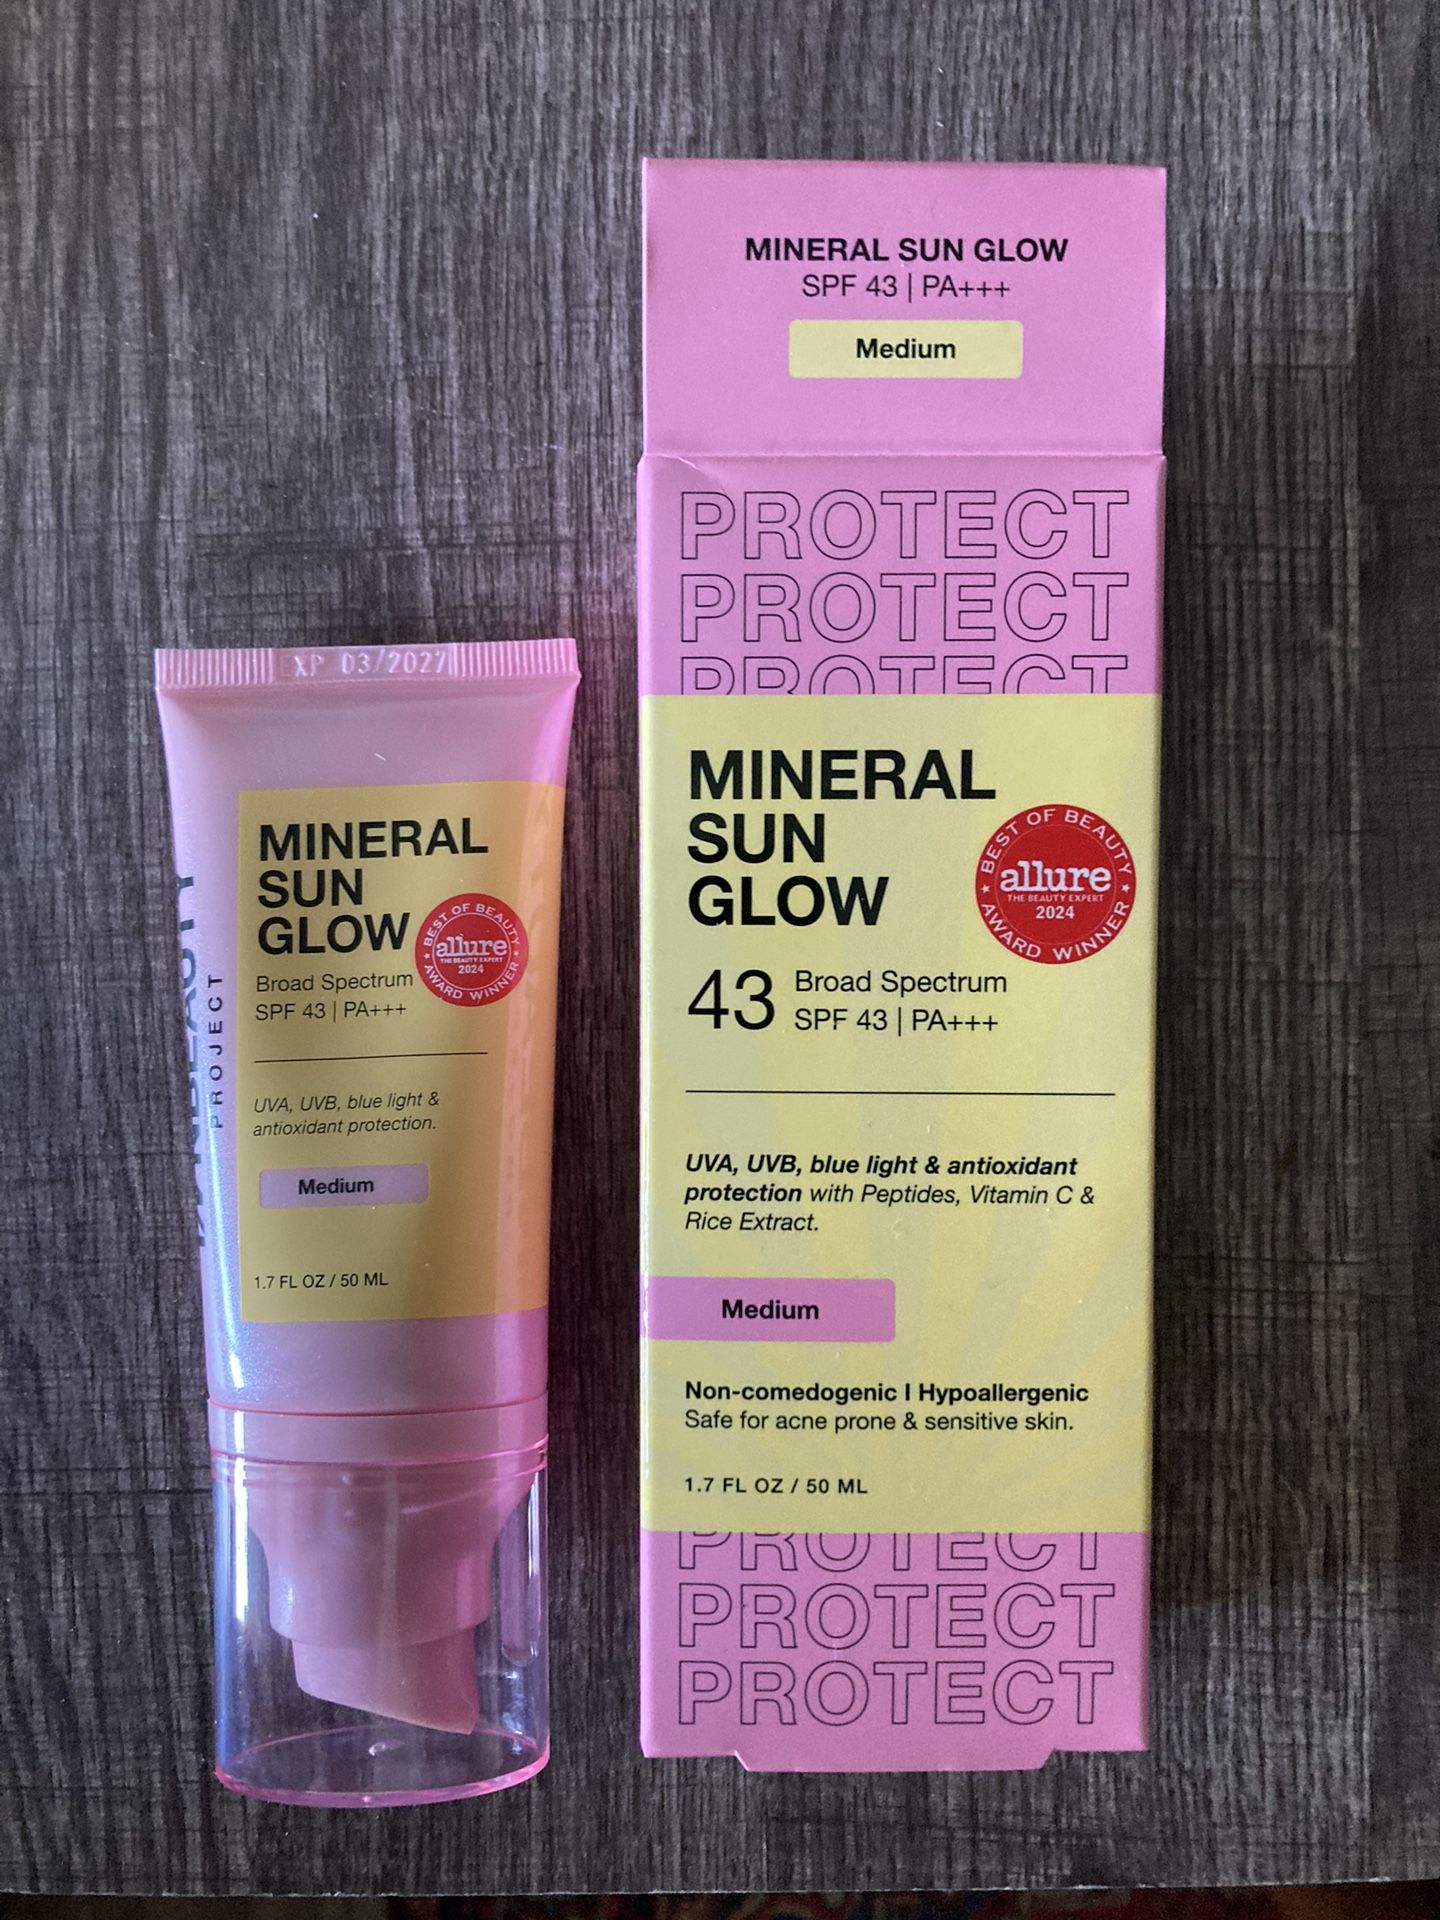 EXP 03/2027
MINERAL
SUN
GLOW
Broad Spectrum
SPF 43 | PA+++
BEST OF BEAUTY
allure
THE BEAUTY EXPERT
2024
AWARD WINNER
UVA, UVB, blue light &
antioxidant protection.
Medium
1.7 FL OZ / 50 ML
PROJECT
MINERAL SUN GLOW
SPF 43 | PA+++
Medium
PROTECT
PROTECT
PROTECT
MINERAL
SUN
GLOW
BEST OF BEAUTY
allure
THE BEAUTY EXPERT
2024
AWARD WINNER
43 Broad Spectrum
SPF 43 | PA+++
UVA, UVB, blue light & antioxidant
protection with Peptides, Vitamin C &
Rice Extract.
Medium
Non-comedogenic I Hypoallergenic
Safe for acne prone & sensitive skin.
1.7 FL OZ / 50 ML
PROTECT
PROTECT
PROTECT